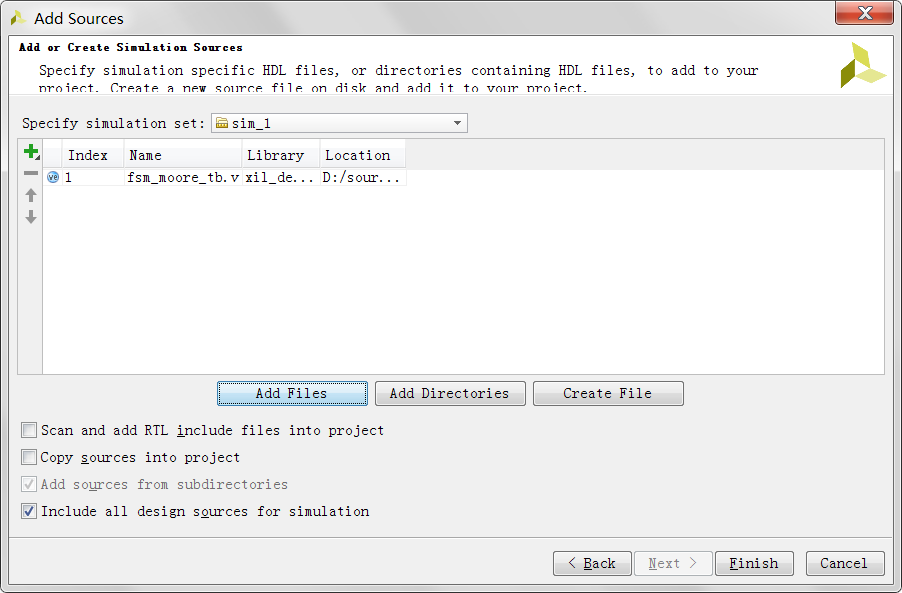 Add Sources
Add or Create Simulation Sources
Specify simulation specific HDL files, or directories containing HDL files, to add to your
project. Create a new source file on disk and add it to your project.
Specify simulation set: sim_1
Index Name Library Location
1 fsm_moore_tb.v xil_de... D:/sour...
Add Files Add Directories Create File
Scan and add RTL include files into project
Copy sources into project
Add sources from subdirectories
Include all design sources for simulation
< Back Next > Finish Cancel